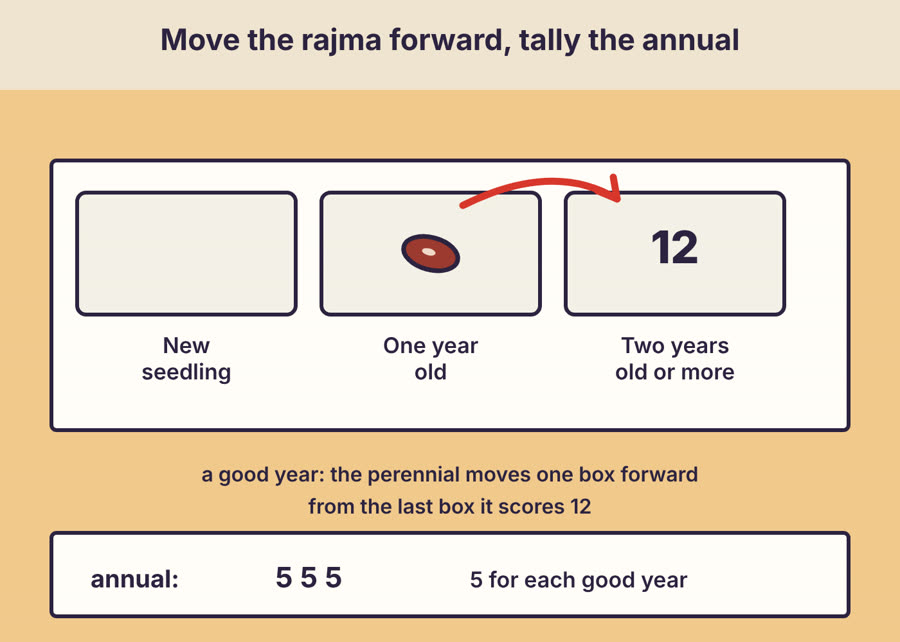 Move the rajma forward, tally the annual
12
New
seedling
One year
old
Two years
old or more
a good year: the perennial moves one box forward
from the last box it scores 12
annual: 5 5 5 5 for each good year